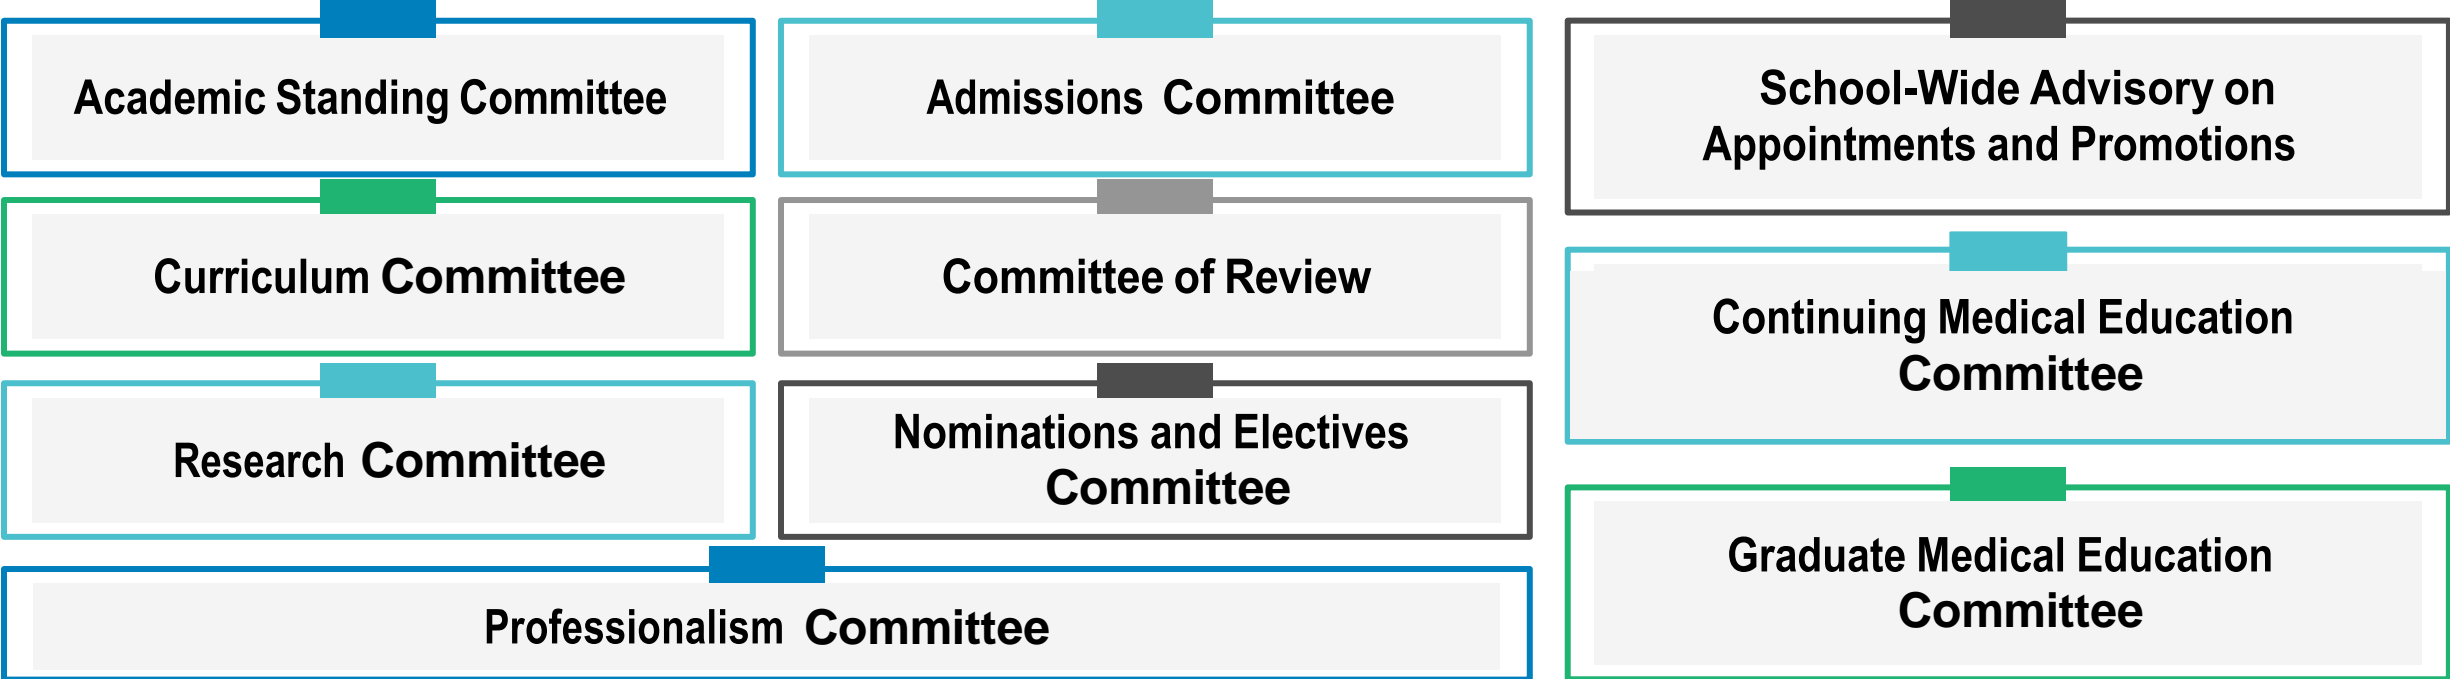 Academic Standing Committee
Admissions Committee
School-Wide Advisory on
Appointments and Promotions
Curriculum Committee
Committee of Review
Continuing Medical Education
Committee
Research Committee
Nominations and Electives
Committee
Graduate Medical Education
Committee
Professionalism Committee